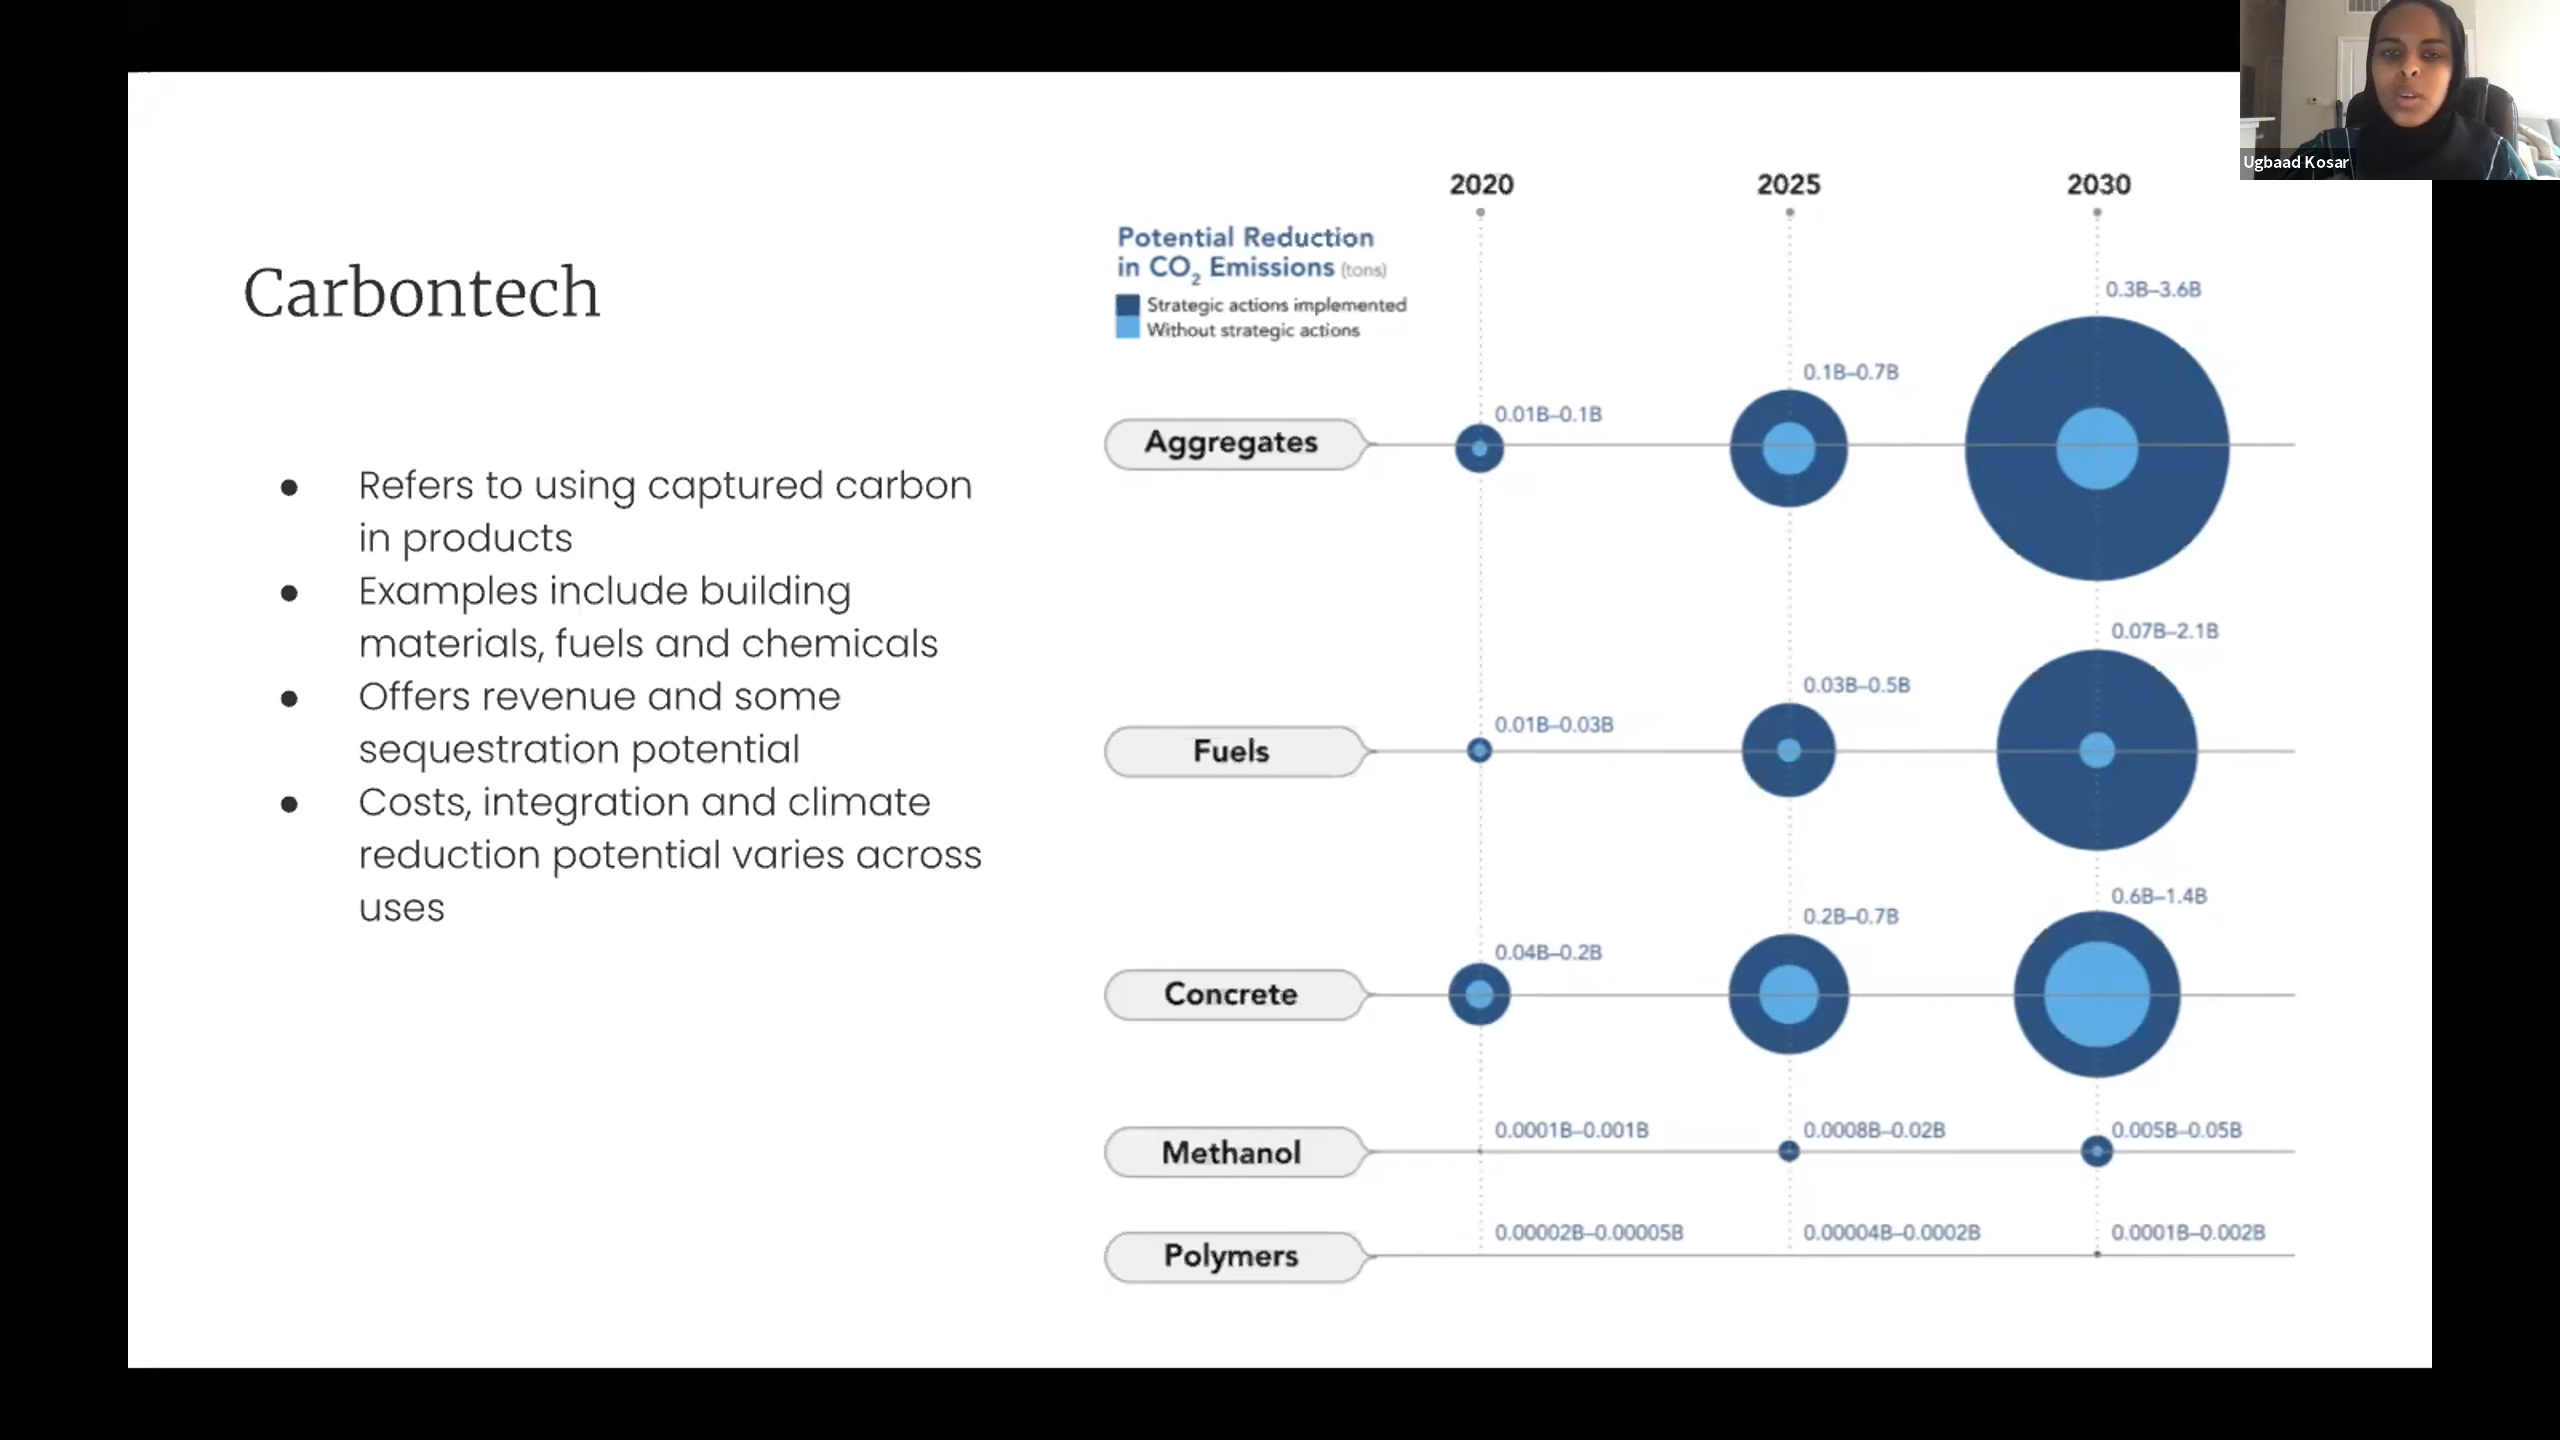 Ugbaad Kosar
Carbontech
● Refers to using captured carbon
in products
● Examples include building
materials, fuels and chemicals
● Offers revenue and some
sequestration potential
● Costs, integration and climate
reduction potential varies across
uses
2020 2025 2030
Potential Reduction
in CO₂ Emissions (tons)
Strategic actions implemented
Without strategic actions
Aggregates 0.01B–0.1B 0.1B–0.7B 0.3B–3.6B
Fuels 0.01B–0.03B 0.03B–0.5B 0.07B–2.1B
Concrete 0.04B–0.2B 0.2B–0.7B 0.6B–1.4B
Methanol 0.0001B–0.001B 0.0008B–0.02B 0.005B–0.05B
Polymers 0.00002B–0.00005B 0.00004B–0.0002B 0.0001B–0.002B